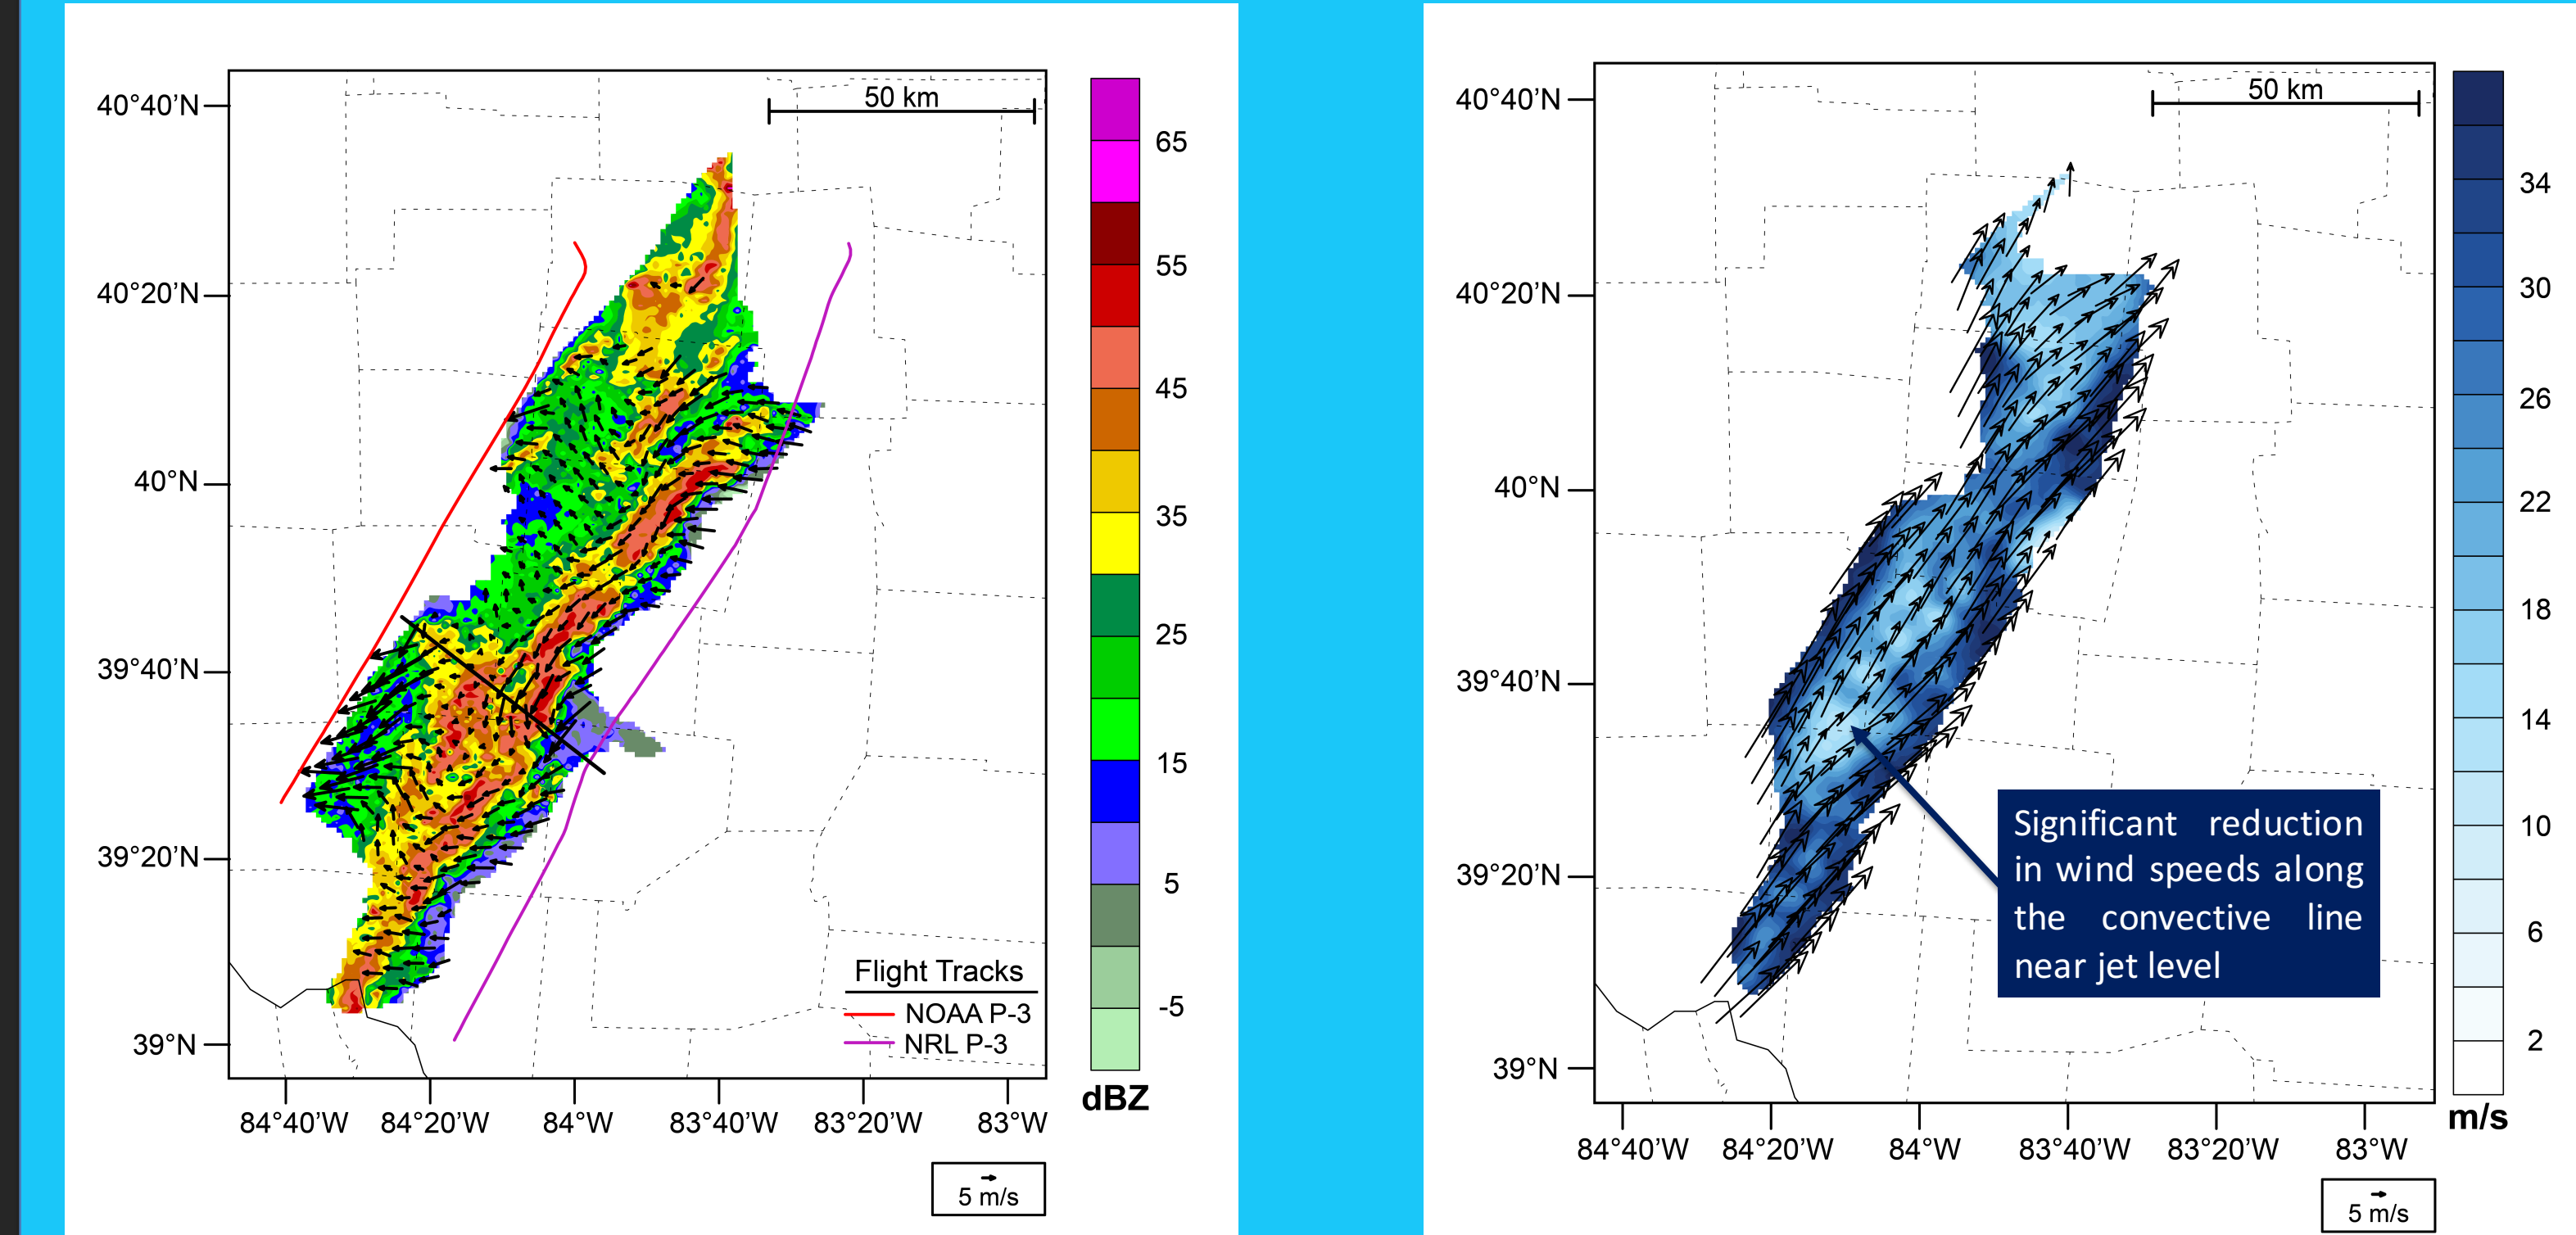 50 km
40°40'N
40°20'N
40°N
39°40'N
39°20'N
39°N
84°40'W
84°20'W
84°W
83°40'W
83°20'W
83°W
Flight Tracks
NOAA P-3
NRL P-3
65
55
45
35
25
15
5
-5
dBZ
5 m/s
50 km
40°40'N
40°20'N
40°N
39°40'N
39°20'N
39°N
84°40'W
84°20'W
84°W
83°40'W
83°20'W
83°W
Significant reduction
in wind speeds along
the convective line
near jet level
34
30
26
22
18
14
10
6
2
m/s
5 m/s